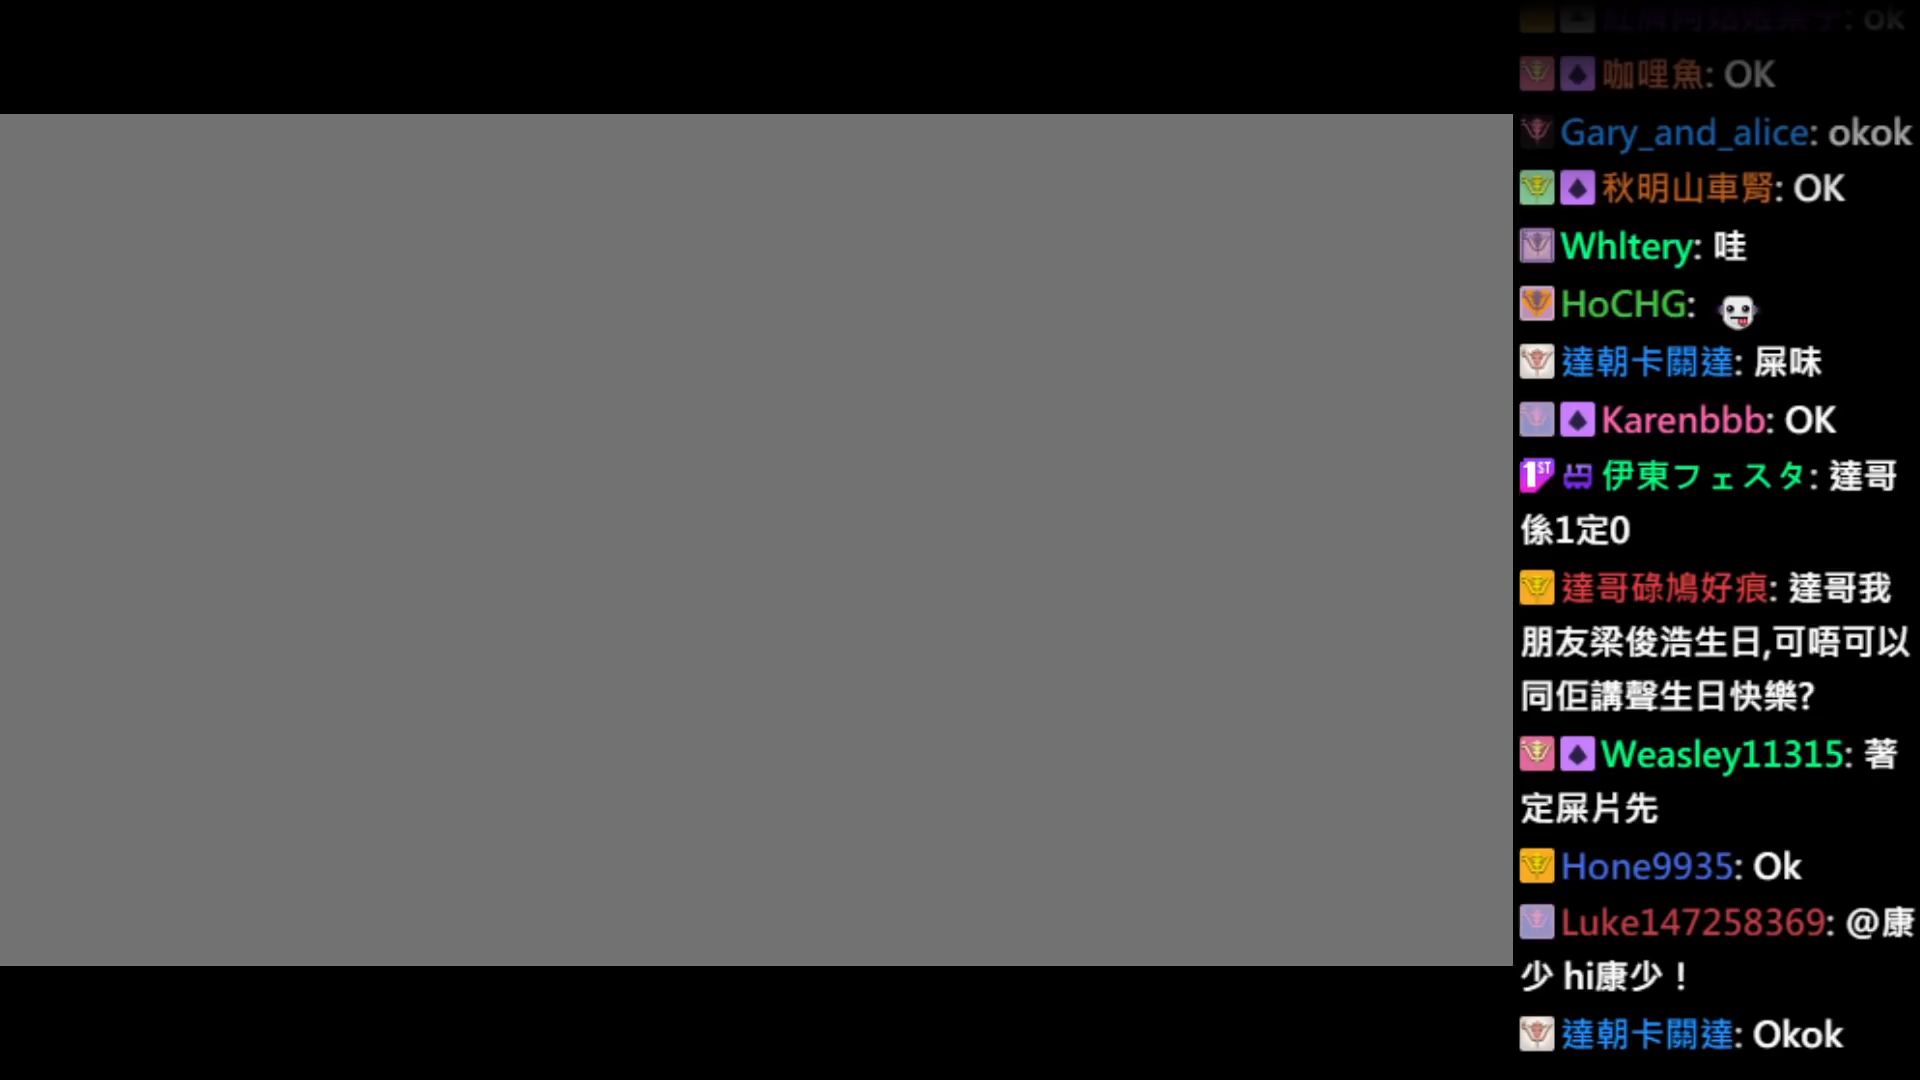 : ok
咖哩魚: OK
Gary_and_alice: okok
秋明山車腎: OK
Whltery: 哇
HoCHG:
達朝卡關達: 屎味
Karenbbb: OK
1ST 伊東フェスタ: 達哥
係1定0
達哥碌鳩好痕: 達哥我
朋友梁俊浩生日,可唔可以
同佢講聲生日快樂?
Weasley11315: 著
定屎片先
Hone9935: Ok
Luke147258369: @康
少 hi康少！
達朝卡關達: Okok